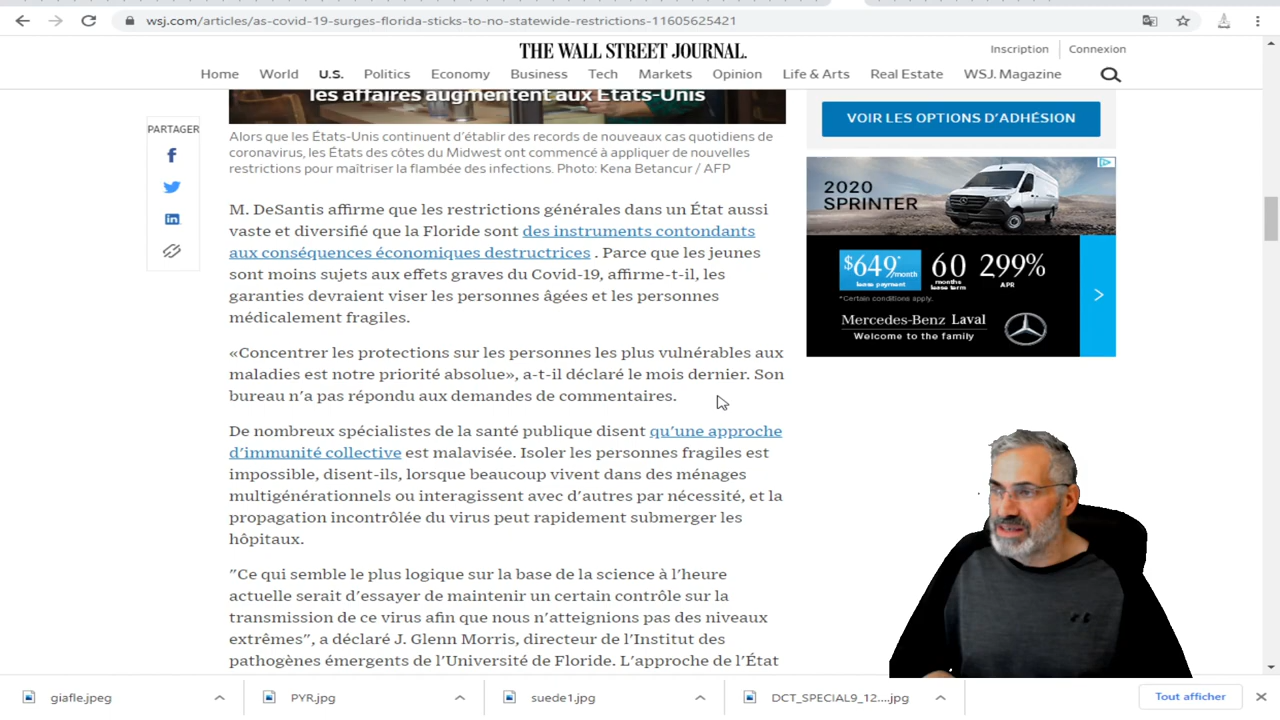 wsj.com/articles/as-covid-19-surges-florida-sticks-to-no-statewide-restrictions-11605625421
THE WALL STREET JOURNAL.
Inscription
Connexion
Home World U.S. Politics Economy Business Tech Markets Opinion Life & Arts Real Estate WSJ. Magazine
les affaires augmentent aux États-Unis
PARTAGER
Alors que les États-Unis continuent d'établir des records de nouveaux cas quotidiens de
coronavirus, les États des côtes du Midwest ont commencé à appliquer de nouvelles
restrictions pour maîtriser la flambée des infections. Photo: Kena Betancur / AFP
M. DeSantis affirme que les restrictions générales dans un État aussi
vaste et diversifié que la Floride sont des instruments contondants
aux conséquences économiques destructrices . Parce que les jeunes
sont moins sujets aux effets graves du Covid-19, affirme-t-il, les
garanties devraient viser les personnes âgées et les personnes
médicalement fragiles.
«Concentrer les protections sur les personnes les plus vulnérables aux
maladies est notre priorité absolue», a-t-il déclaré le mois dernier. Son
bureau n'a pas répondu aux demandes de commentaires.
De nombreux spécialistes de la santé publique disent qu'une approche
d'immunité collective est malavisée. Isoler les personnes fragiles est
impossible, disent-ils, lorsque beaucoup vivent dans des ménages
multigénérationnels ou interagissent avec d'autres par nécessité, et la
propagation incontrôlée du virus peut rapidement submerger les
hôpitaux.
"Ce qui semble le plus logique sur la base de la science à l'heure
actuelle serait d'essayer de maintenir un certain contrôle sur la
transmission de ce virus afin que nous n'atteignions pas des niveaux
extrêmes", a déclaré J. Glenn Morris, directeur de l'Institut des
pathogènes émergents de l'Université de Floride. L'approche de l'État
VOIR LES OPTIONS D'ADHÉSION
2020
SPRINTER
$649*/month
lease payment
60
months
lease term
299%
APR
*Certain conditions apply.
Mercedes-Benz Laval
Welcome to the family
giafle.jpeg
PYR.jpg
suede1.jpg
DCT_SPECIAL9_12....jpg
Tout afficher